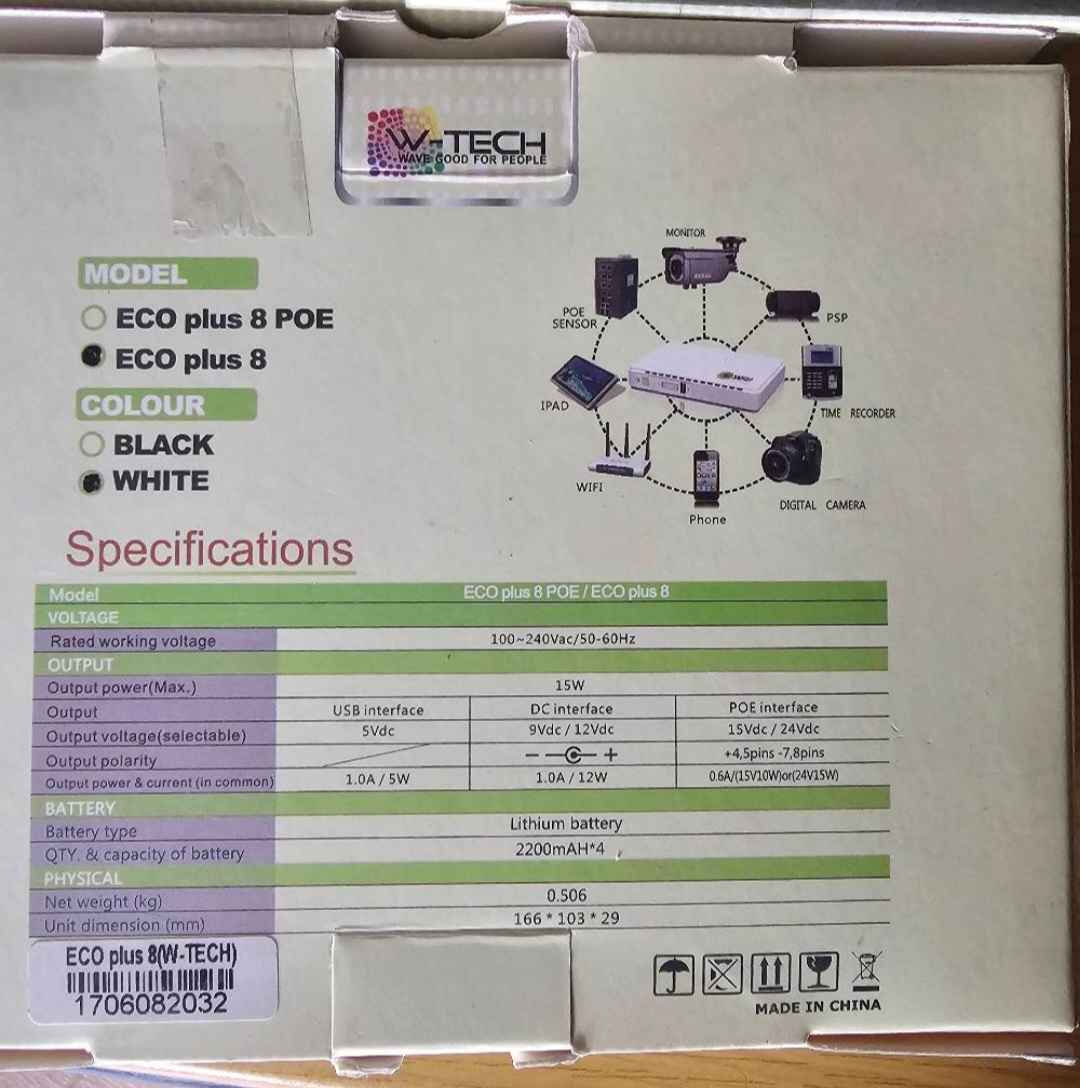 W-TECH
WAVE GOOD FOR PEOPLE
MODEL
ECO plus 8 POE
ECO plus 8
COLOUR
BLACK
WHITE
MONITOR
POE
SENSOR
PSP
IPAD
TIME RECORDER
WIFI
DIGITAL CAMERA
Phone
Specifications
Model ECO plus 8 POE / ECO plus 8
VOLTAGE
Rated working voltage 100~240Vac/50-60Hz
OUTPUT
Output power(Max.) 15W
Output USB interface DC interface POE interface
Output voltage(selectable) 5Vdc 9Vdc / 12Vdc 15Vdc / 24Vdc
Output polarity − + +4,5pins -7,8pins
Output power & current (in common) 1.0A / 5W 1.0A / 12W 0.6A/(15V10W)or(24V15W)
BATTERY
Battery type Lithium battery
QTY. & capacity of battery 2200mAH*4
PHYSICAL
Net weight (kg) 0.506
Unit dimension (mm) 166 * 103 * 29
ECO plus 8(W-TECH)
1706082032
MADE IN CHINA